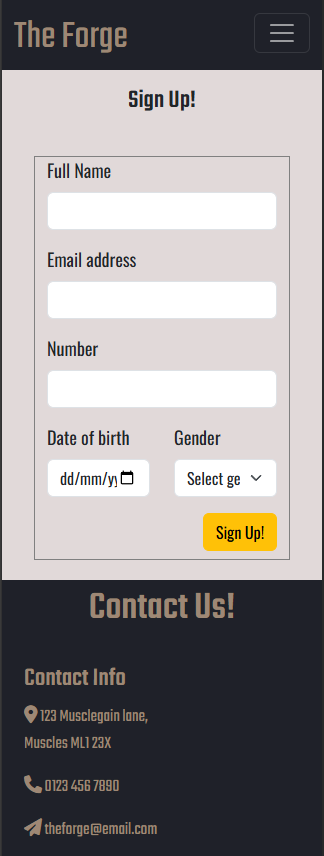 The Forge
Sign Up!
Full Name
Email address
Number
Date of birth
Gender
dd/mm/yy
Select ge
Sign Up!
Contact Us!
Contact Info
123 Musclegain lane,
Muscles ML1 23X
0123 456 7890
theforge@email.com